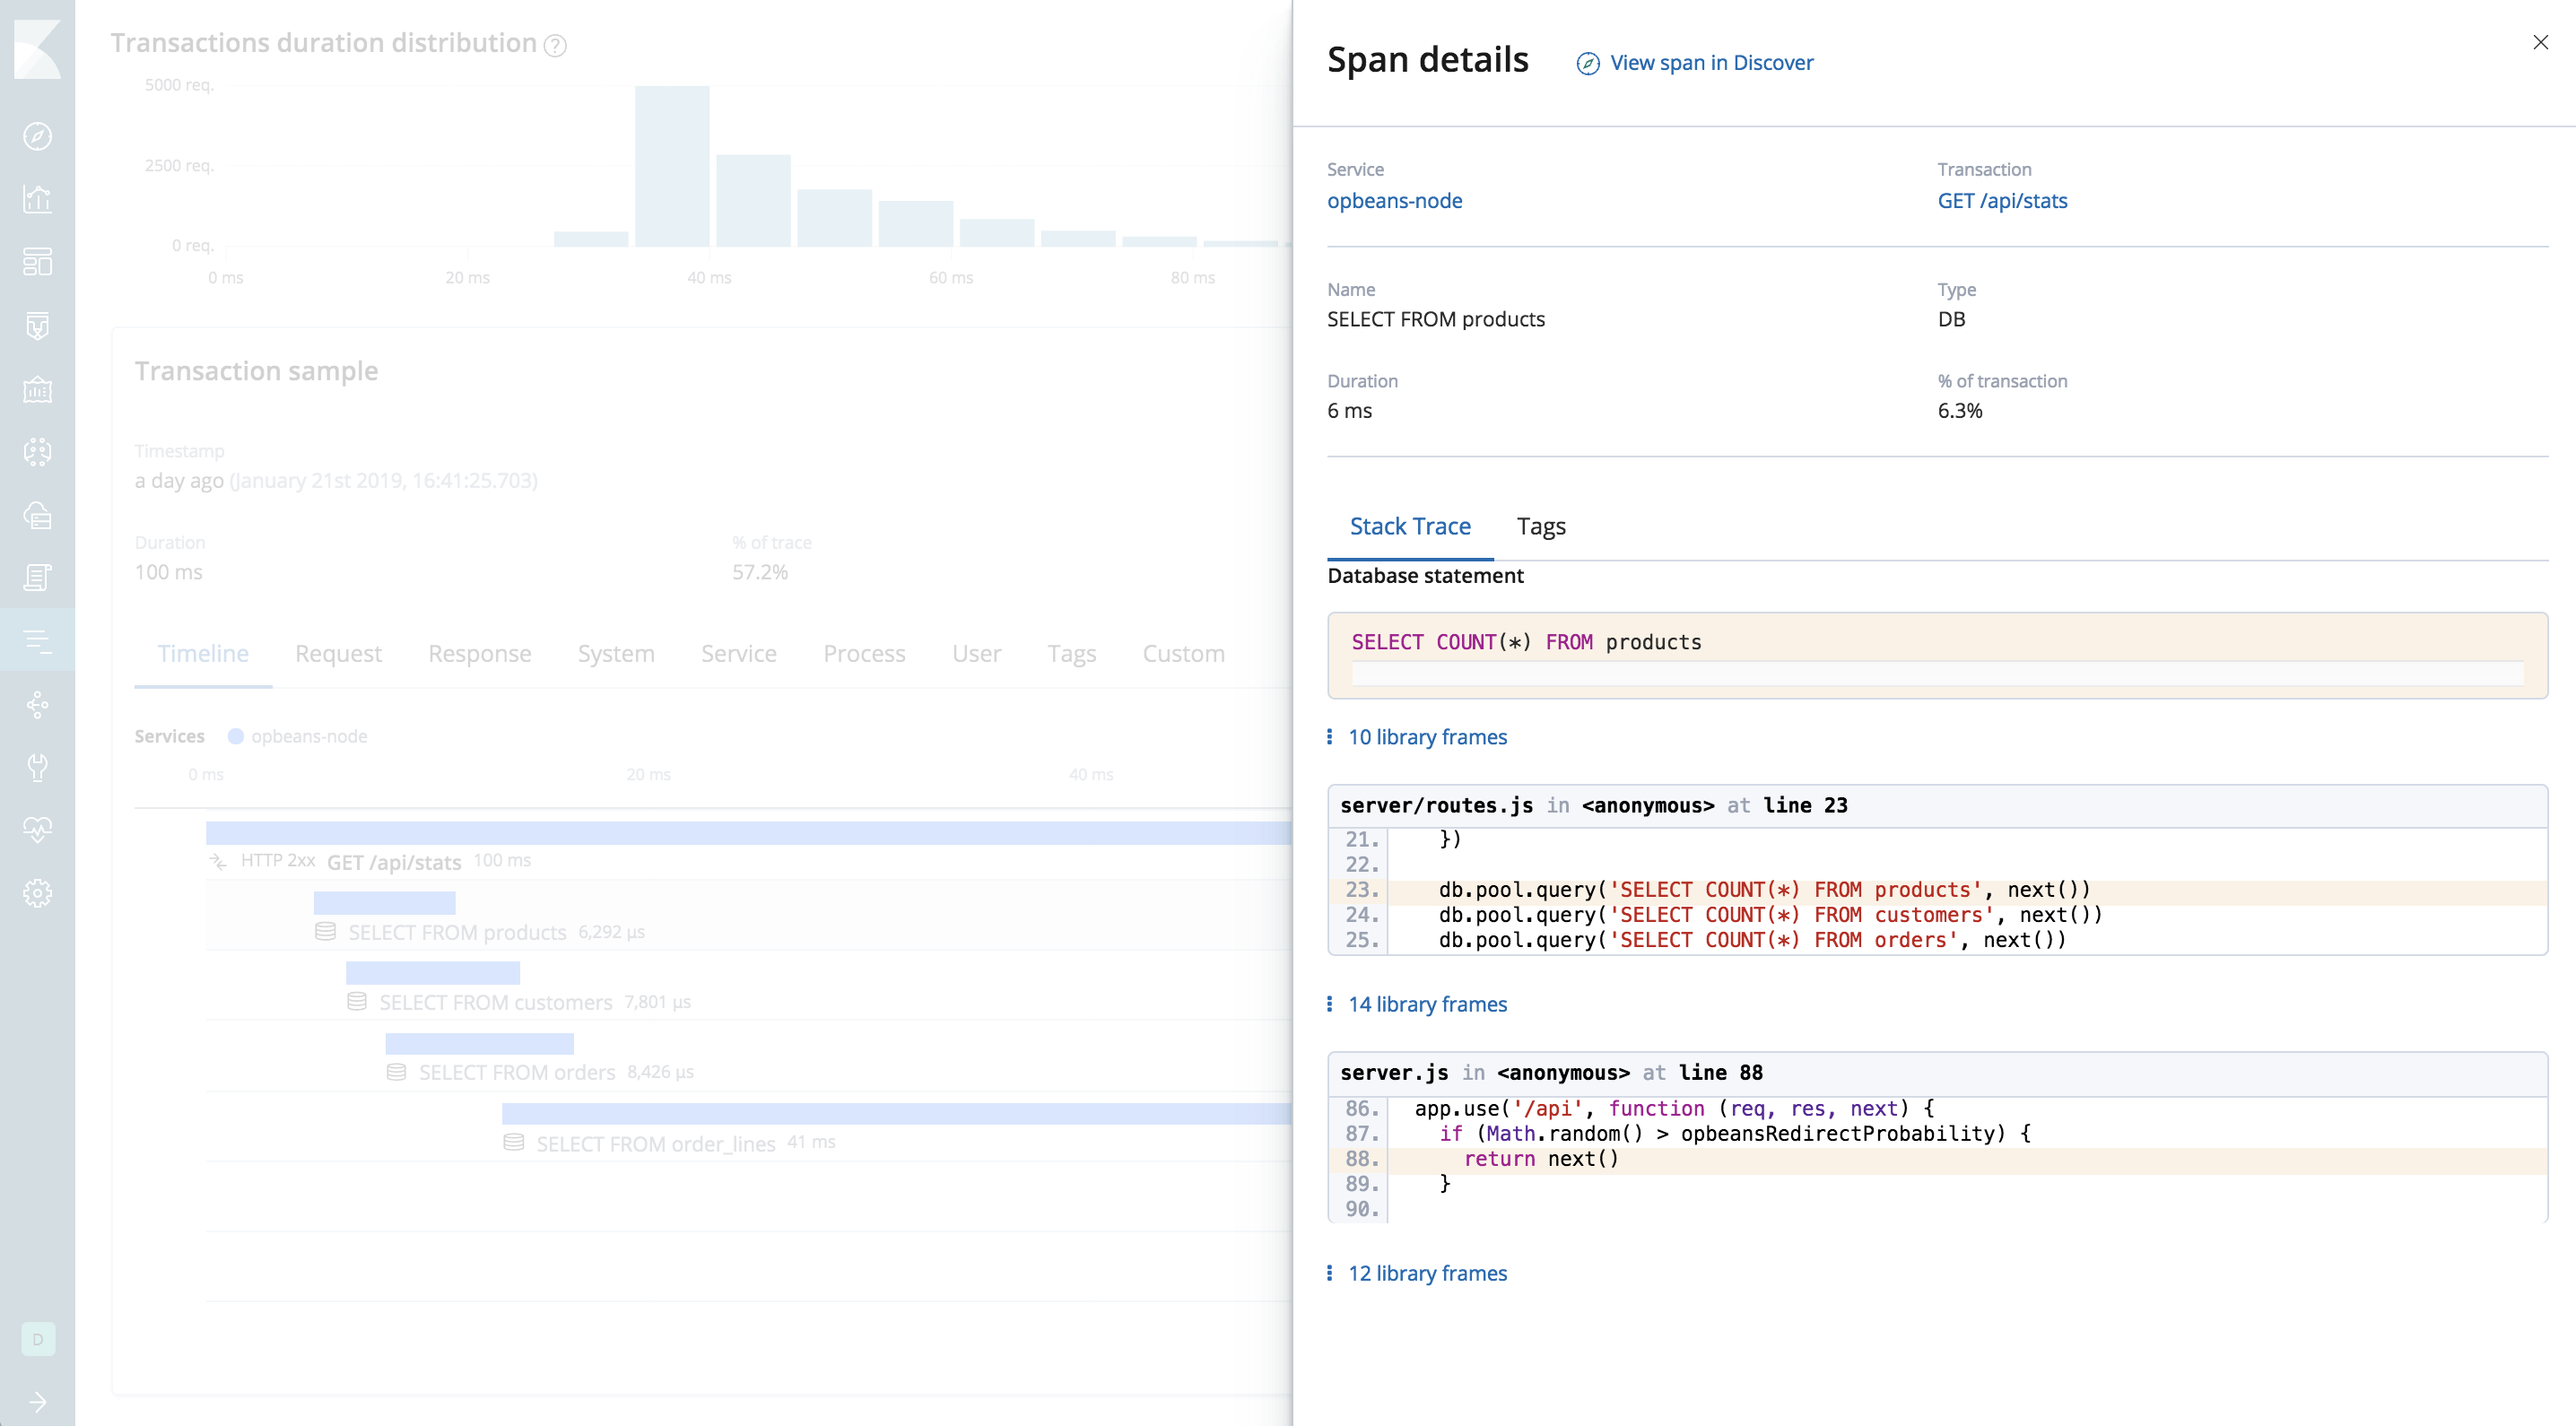 Transactions duration distribution ?
5000 req.
2500 req.
0 req.
0 ms 20 ms 40 ms 60 ms 80 ms
Transaction sample
Timestamp
a day ago (January 21st 2019, 16:41:25.703)
Duration % of trace
100 ms 57.2%
Timeline Request Response System Service Process User Tags Custom
Services opbeans-node
0 ms 20 ms 40 ms
HTTP 2xx GET /api/stats 100 ms
SELECT FROM products 6,292 μs
SELECT FROM customers 7,801 μs
SELECT FROM orders 8,426 μs
SELECT FROM order_lines 41 ms
D
Span details View span in Discover
Service Transaction
opbeans-node GET /api/stats
Name Type
SELECT FROM products DB
Duration % of transaction
6 ms 6.3%
Stack Trace Tags
Database statement
SELECT COUNT(*) FROM products
10 library frames
server/routes.js in <anonymous> at line 23
21. })
22.
23. db.pool.query('SELECT COUNT(*) FROM products', next())
24. db.pool.query('SELECT COUNT(*) FROM customers', next())
25. db.pool.query('SELECT COUNT(*) FROM orders', next())
14 library frames
server.js in <anonymous> at line 88
86. app.use('/api', function (req, res, next) {
87. if (Math.random() > opbeansRedirectProbability) {
88. return next()
89. }
90.
12 library frames